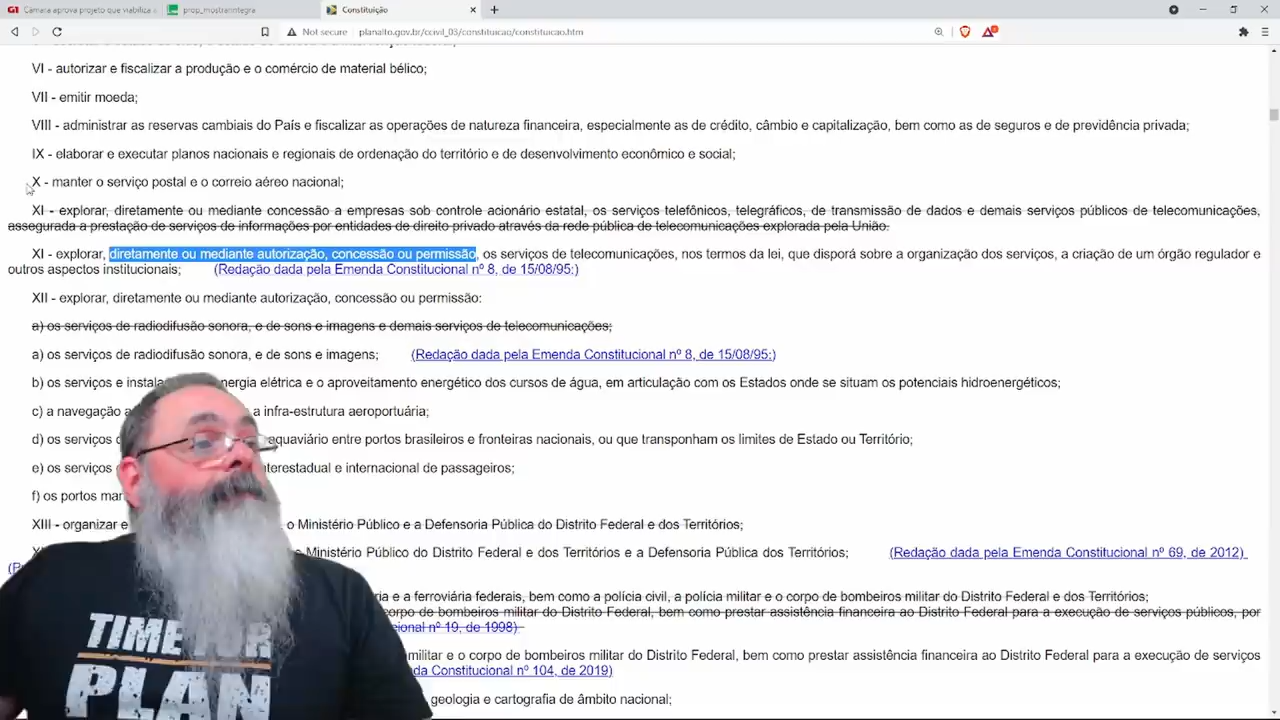 Câmara aprova projeto que viabiliza
prop_mostrarintegra
Constituição
Not secure
planalto.gov.br/ccivil_03/constituicao/constituicao.htm
VI - autorizar e fiscalizar a produção e o comércio de material bélico;
VII - emitir moeda;
VIII - administrar as reservas cambiais do País e fiscalizar as operações de natureza financeira, especialmente as de crédito, câmbio e capitalização, bem como as de seguros e de previdência privada;
IX - elaborar e executar planos nacionais e regionais de ordenação do território e de desenvolvimento econômico e social;
X - manter o serviço postal e o correio aéreo nacional;
XI - explorar, diretamente ou mediante concessão a empresas sob controle acionário estatal, os serviços telefônicos, telegráficos, de transmissão de dados e demais serviços públicos de telecomunicações,
assegurada a prestação de serviços de informações por entidades de direito privado através da rede pública de telecomunicações explorada pela União.
XI - explorar, diretamente ou mediante autorização, concessão ou permissão, os serviços de telecomunicações, nos termos da lei, que disporá sobre a organização dos serviços, a criação de um órgão regulador e
outros aspectos institucionais; (Redação dada pela Emenda Constitucional nº 8, de 15/08/95:)
XII - explorar, diretamente ou mediante autorização, concessão ou permissão:
a) os serviços de radiodifusão sonora, e de sons e imagens e demais serviços de telecomunicações;
a) os serviços de radiodifusão sonora, e de sons e imagens; (Redação dada pela Emenda Constitucional nº 8, de 15/08/95:)
b) os serviços e instala energia elétrica e o aproveitamento energético dos cursos de água, em articulação com os Estados onde se situam os potenciais hidroenergéticos;
c) a navegação a a infra-estrutura aeroportuária;
d) os serviços aquaviário entre portos brasileiros e fronteiras nacionais, ou que transponham os limites de Estado ou Território;
e) os serviços interestadual e internacional de passageiros;
f) os portos mar
XIII - organizar e o Ministério Público e a Defensoria Pública do Distrito Federal e dos Territórios;
Ministério Público do Distrito Federal e dos Territórios e a Defensoria Pública dos Territórios; (Redação dada pela Emenda Constitucional nº 69, de 2012)
ria e a ferroviária federais, bem como a polícia civil, a polícia militar e o corpo de bombeiros militar do Distrito Federal e dos Territórios;
corpo de bombeiros militar do Distrito Federal, bem como prestar assistência financeira ao Distrito Federal para a execução de serviços públicos, por
cional nº 19, de 1998)
militar e o corpo de bombeiros militar do Distrito Federal, bem como prestar assistência financeira ao Distrito Federal para a execução de serviços
da Constitucional nº 104, de 2019)
geologia e cartografia de âmbito nacional;
TIME
PLAN